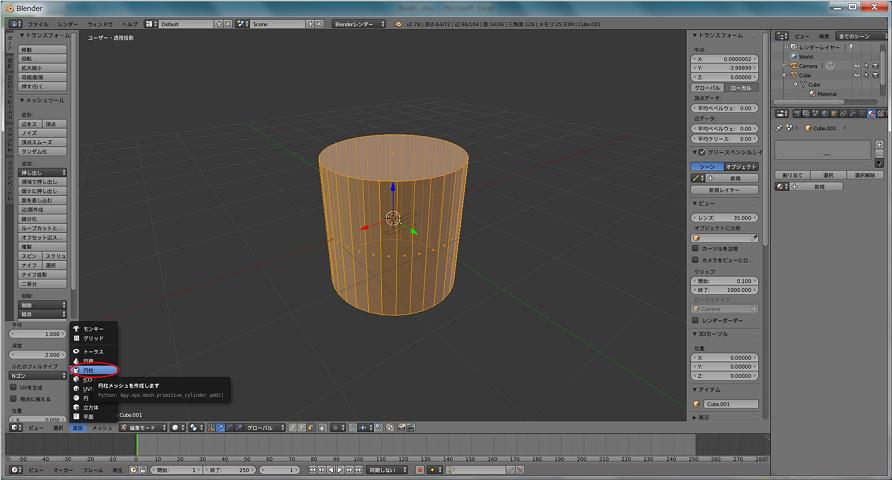 Blender
ファイル レンダー ウィンドウ ヘルプ Default Scene Blenderレンダー v2.78 | 頂点:64/72 | 辺:96/104 | 面:34/36 | 三角面:128 | メモリ:25.93M | Cube.001
トランスフォーム
移動
回転
拡大縮小
収縮/膨張
押す/引く
メッシュツール
変形:
辺をス 頂点
ノイズ
頂点スムーズ
ランダム化
追加:
押し出し
領域で押し出し
個々に押し出し
面を差し込む
辺/面作成
細分化
ループカットと
オフセット辺ス
複製
スピン スクリュ
ナイフ 選択
ナイフ投影
二等分
削除:
削除
結合
半径
1.000
深度
2.000
ふたのフィルタイプ
Nゴン
UVを生成
視点に揃える
位置
X: 0.000
ユーザー・透視投影
モンキー
グリッド
トーラス
円柱
円
立方体
平面
円柱メッシュを作成します
Python: bpy.ops.mesh.primitive_cylinder_add()
Cube.001
ビュー 選択 追加 メッシュ 編集モード グローバル
トランスフォーム
中点:
X: 0.0000002
Y: -3.99999
Z: 0.00000
グローバル ローカル
頂点データ:
平均ベベルウェ: 0.00
辺データ:
平均ベベルウェ: 0.00
平均クリース: 0.00
グリースペンシルレイ
シーン オブジェクト
新規
新規レイヤー
ビュー
レンズ: 35.000
オブジェクトに注視:
カーソルを注視
カメラをビューにロ
クリップ:
開始: 0.100
終了: 1000.000
ローカルカメラ:
Camera
レンダーボーダー
3Dカーソル
位置:
X: 0.00000
Y: 0.00000
Z: 0.00000
アイテム
Cube.001
表示
ビュー 検索 全てのシーン
レンダーレイヤー
World
Camera
Cube
Cube
Material
Cube.001
割り当て 選択 選択解除
新規
-50 -40 -30 -20 -10 0 10 20 30 40 50 60 70 80 90 100 110 120 130 140 150 160 170 180 190 200 210 220 230 240 250 260 270 280
ビュー マーカー フレーム 再生 開始: 1 終了: 250 1 同期しない